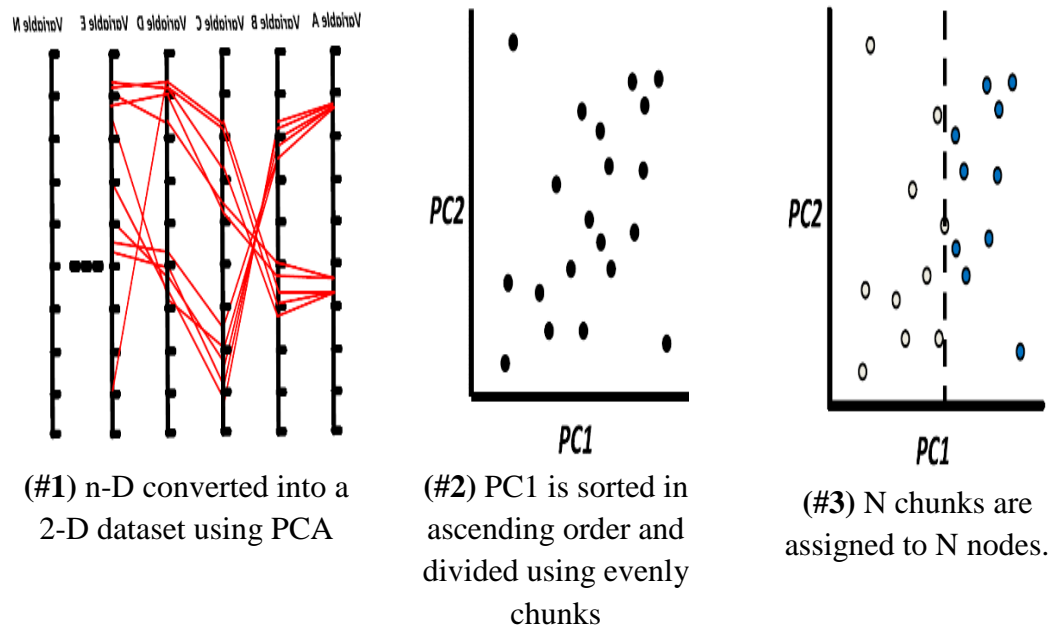 Variable N Variable E Variable D Variable C Variable B Variable A
PC2
PC1
(#1) n-D converted into a
2-D dataset using PCA
PC2
PC1
(#2) PC1 is sorted in
ascending order and
divided using evenly
chunks
(#3) N chunks are
assigned to N nodes.